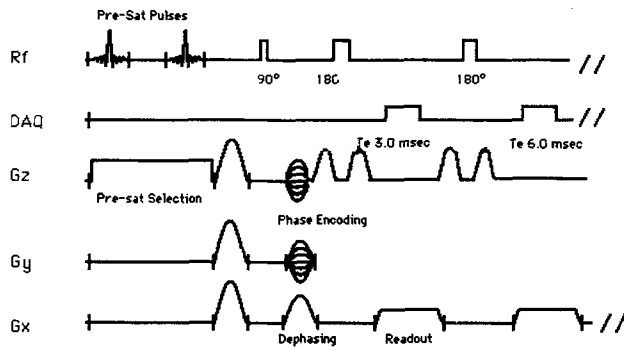 Pre-Sat Pulses
Rf
90° 180 180°
DAQ
Te 3.0 msec Te 6.0 msec
Gz
Pre-sat Selection
Phase Encoding
Gy
Gx
Dephasing Readout